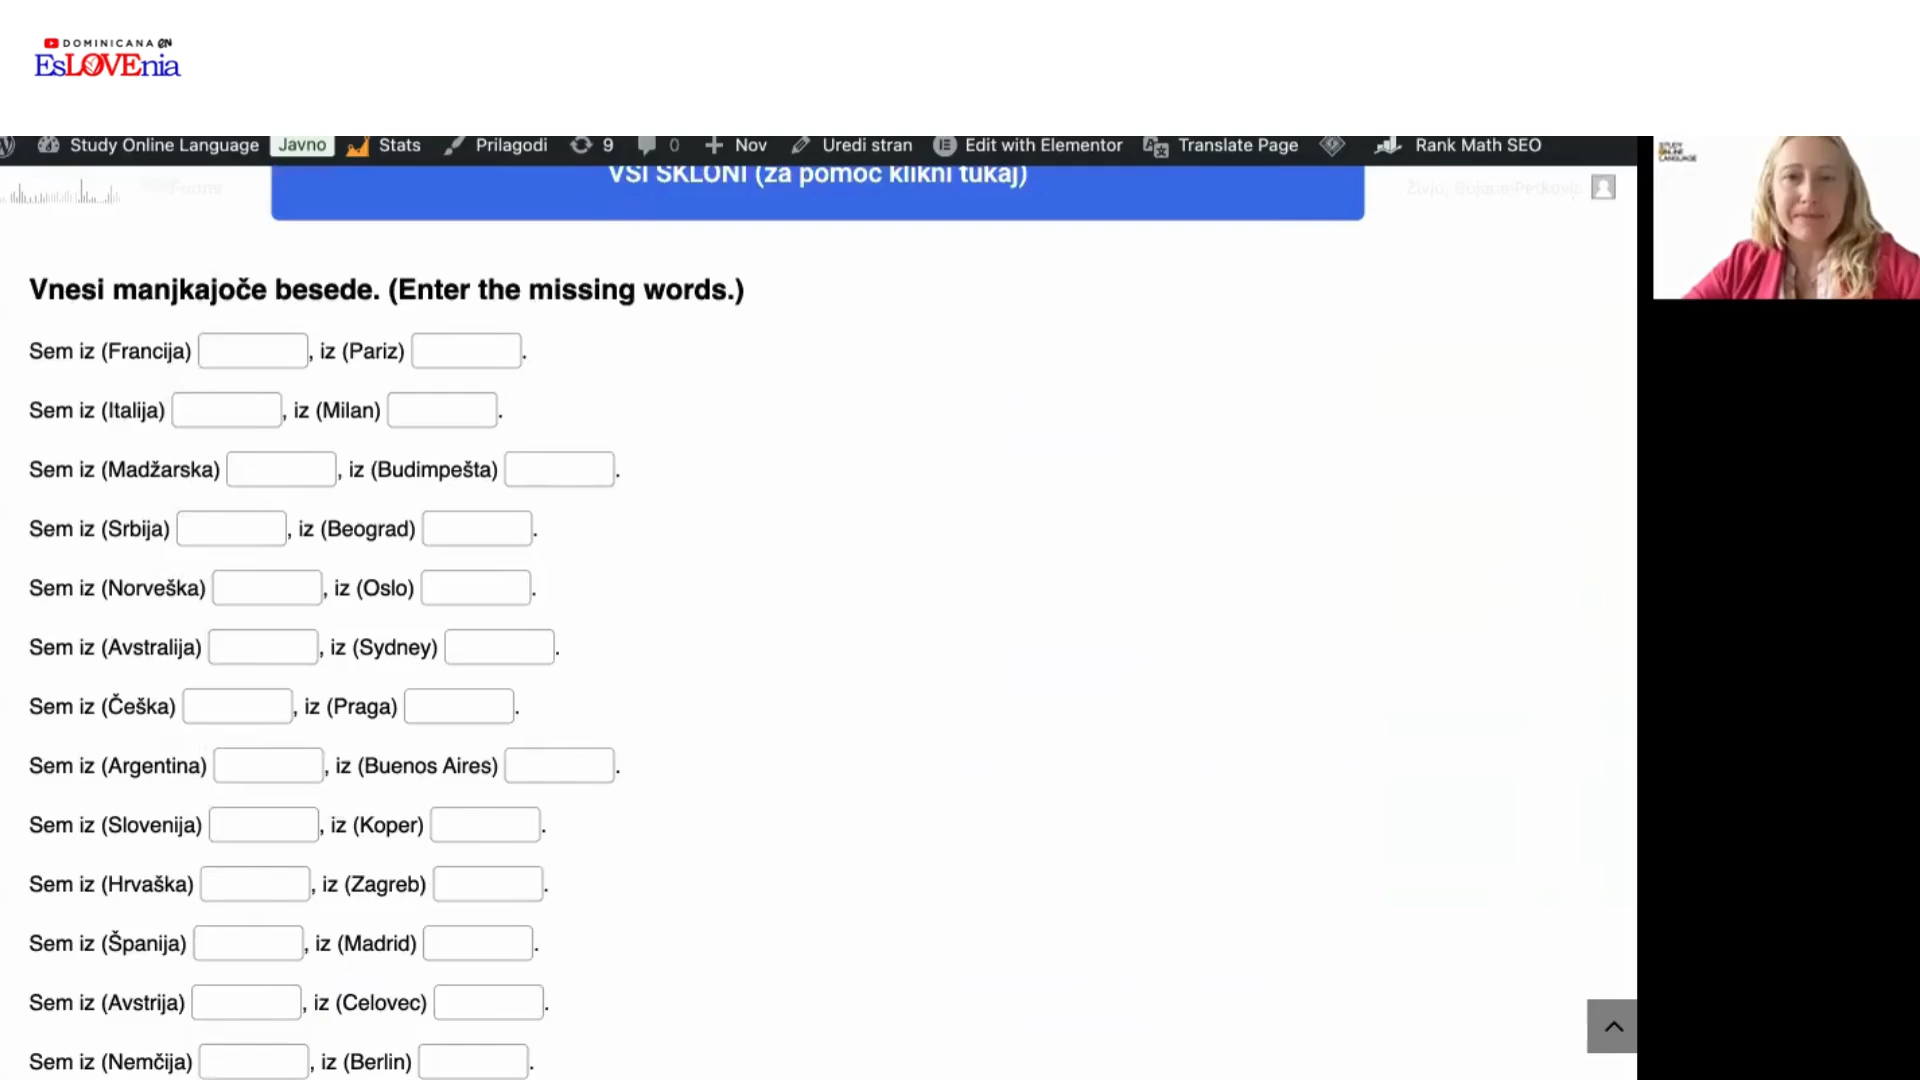 DOMINICANA EN
EsLOVEnia
Study Online Language Javno Stats Prilagodi 9 0 Nov Uredi stran Edit with Elementor Translate Page Rank Math SEO
VSI SKLONI (za pomoč klikni tukaj)
STUDY
ONLINE
LANGUAGE
Vnesi manjkajoče besede. (Enter the missing words.)
Sem iz (Francija) , iz (Pariz) .
Sem iz (Italija) , iz (Milan) .
Sem iz (Madžarska) , iz (Budimpešta) .
Sem iz (Srbija) , iz (Beograd) .
Sem iz (Norveška) , iz (Oslo) .
Sem iz (Avstralija) , iz (Sydney) .
Sem iz (Češka) , iz (Praga) .
Sem iz (Argentina) , iz (Buenos Aires) .
Sem iz (Slovenija) , iz (Koper) .
Sem iz (Hrvaška) , iz (Zagreb) .
Sem iz (Španija) , iz (Madrid) .
Sem iz (Avstrija) , iz (Celovec) .
Sem iz (Nemčija) , iz (Berlin) .